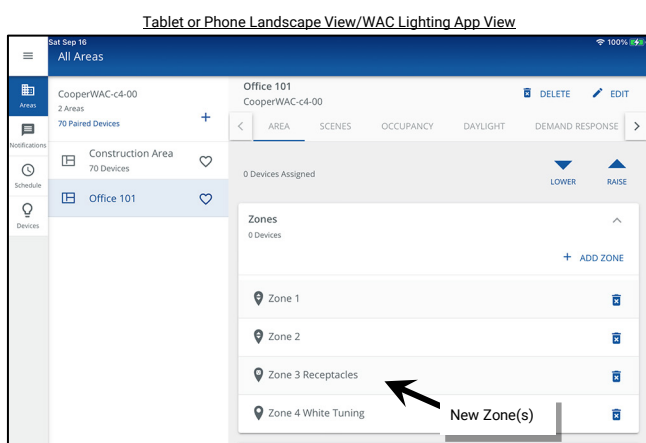 Tablet or Phone Landscape View/WAC Lighting App View
Sat Sep 16
100%
All Areas
Areas
Notifications
Schedule
Devices
CooperWAC-c4-00
2 Areas
70 Paired Devices
+
Construction Area
70 Devices
Office 101
Office 101
CooperWAC-c4-00
DELETE
EDIT
< AREA SCENES OCCUPANCY DAYLIGHT DEMAND RESPONSE >
0 Devices Assigned
LOWER RAISE
Zones
0 Devices
+ ADD ZONE
Zone 1
Zone 2
Zone 3 Receptacles
Zone 4 White Tuning
New Zone(s)